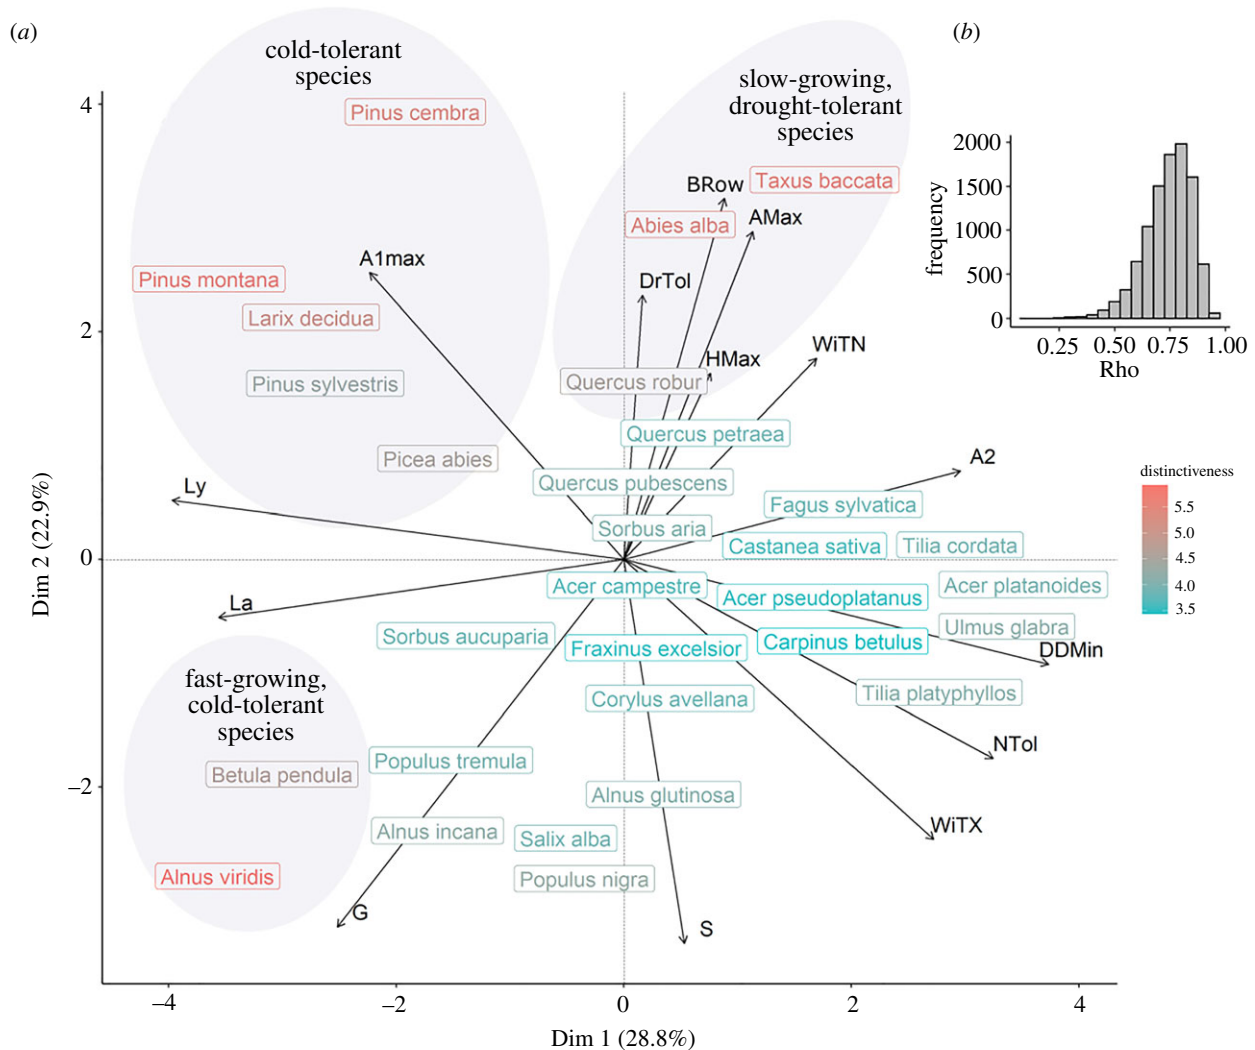 (a)
(b)
cold-tolerant
species
slow-growing,
drought-tolerant
species
Pinus cembra
4
BRow
Taxus baccata
Abies alba
AMax
A1max
Pinus montana
DrTol
Larix decidua
2
HMax
WiTN
Pinus sylvestris
Quercus robur
Quercus petraea
Picea abies
A2
Ly
Quercus pubescens
Fagus sylvatica
Sorbus aria
Castanea sativa
Tilia cordata
0
Acer campestre
Acer platanoides
La
Acer pseudoplatanus
Sorbus aucuparia
Ulmus glabra
Fraxinus excelsior
Carpinus betulus
DDMin
fast-growing,
cold-tolerant
species
Corylus avellana
Tilia platyphyllos
NTol
Populus tremula
Betula pendula
−2
Alnus glutinosa
Alnus incana
Salix alba
WiTX
Alnus viridis
Populus nigra
G
S
−4
−2
0
2
4
Dim 1 (28.8%)
Dim 2 (22.9%)
2000
1500
1000
500
0
frequency
0.25
0.50
0.75
1.00
Rho
distinctiveness
5.5
5.0
4.5
4.0
3.5